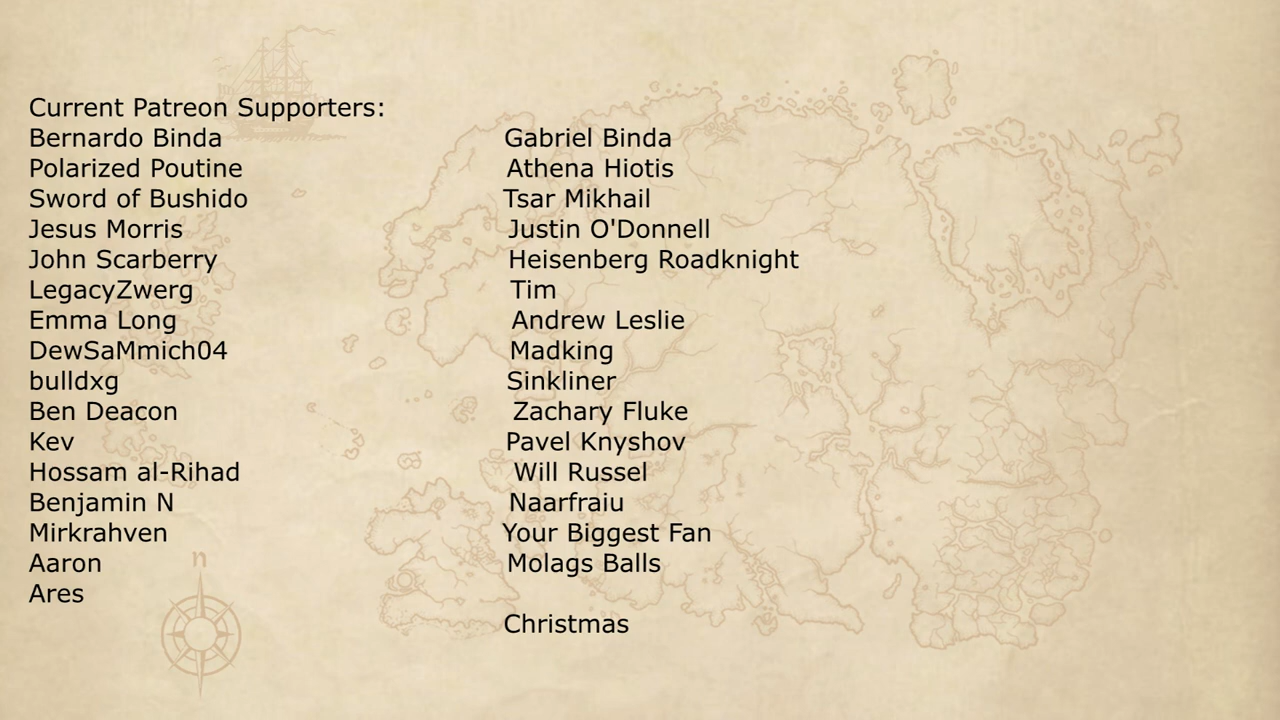 Current Patreon Supporters:
Bernardo Binda Gabriel Binda
Polarized Poutine Athena Hiotis
Sword of Bushido Tsar Mikhail
Jesus Morris Justin O'Donnell
John Scarberry Heisenberg Roadknight
LegacyZwerg Tim
Emma Long Andrew Leslie
DewSaMmich04 Madking
bulldxg Sinkliner
Ben Deacon Zachary Fluke
Kev Pavel Knyshov
Hossam al-Rihad Will Russel
Benjamin N Naarfraiu
Mirkrahven Your Biggest Fan
Aaron Molags Balls
n
Ares
Christmas